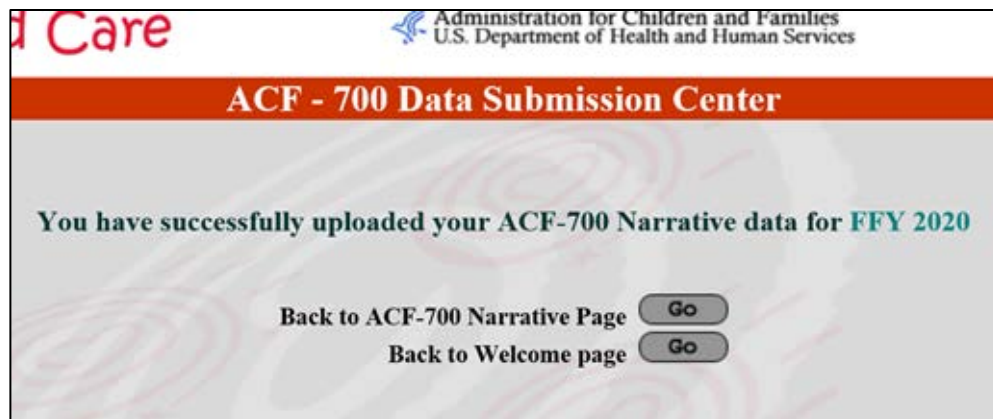 d Care
Administration for Children and Families
U.S. Department of Health and Human Services
ACF - 700 Data Submission Center
You have successfully uploaded your ACF-700 Narrative data for FFY 2020
Back to ACF-700 Narrative Page Go
Back to Welcome page Go